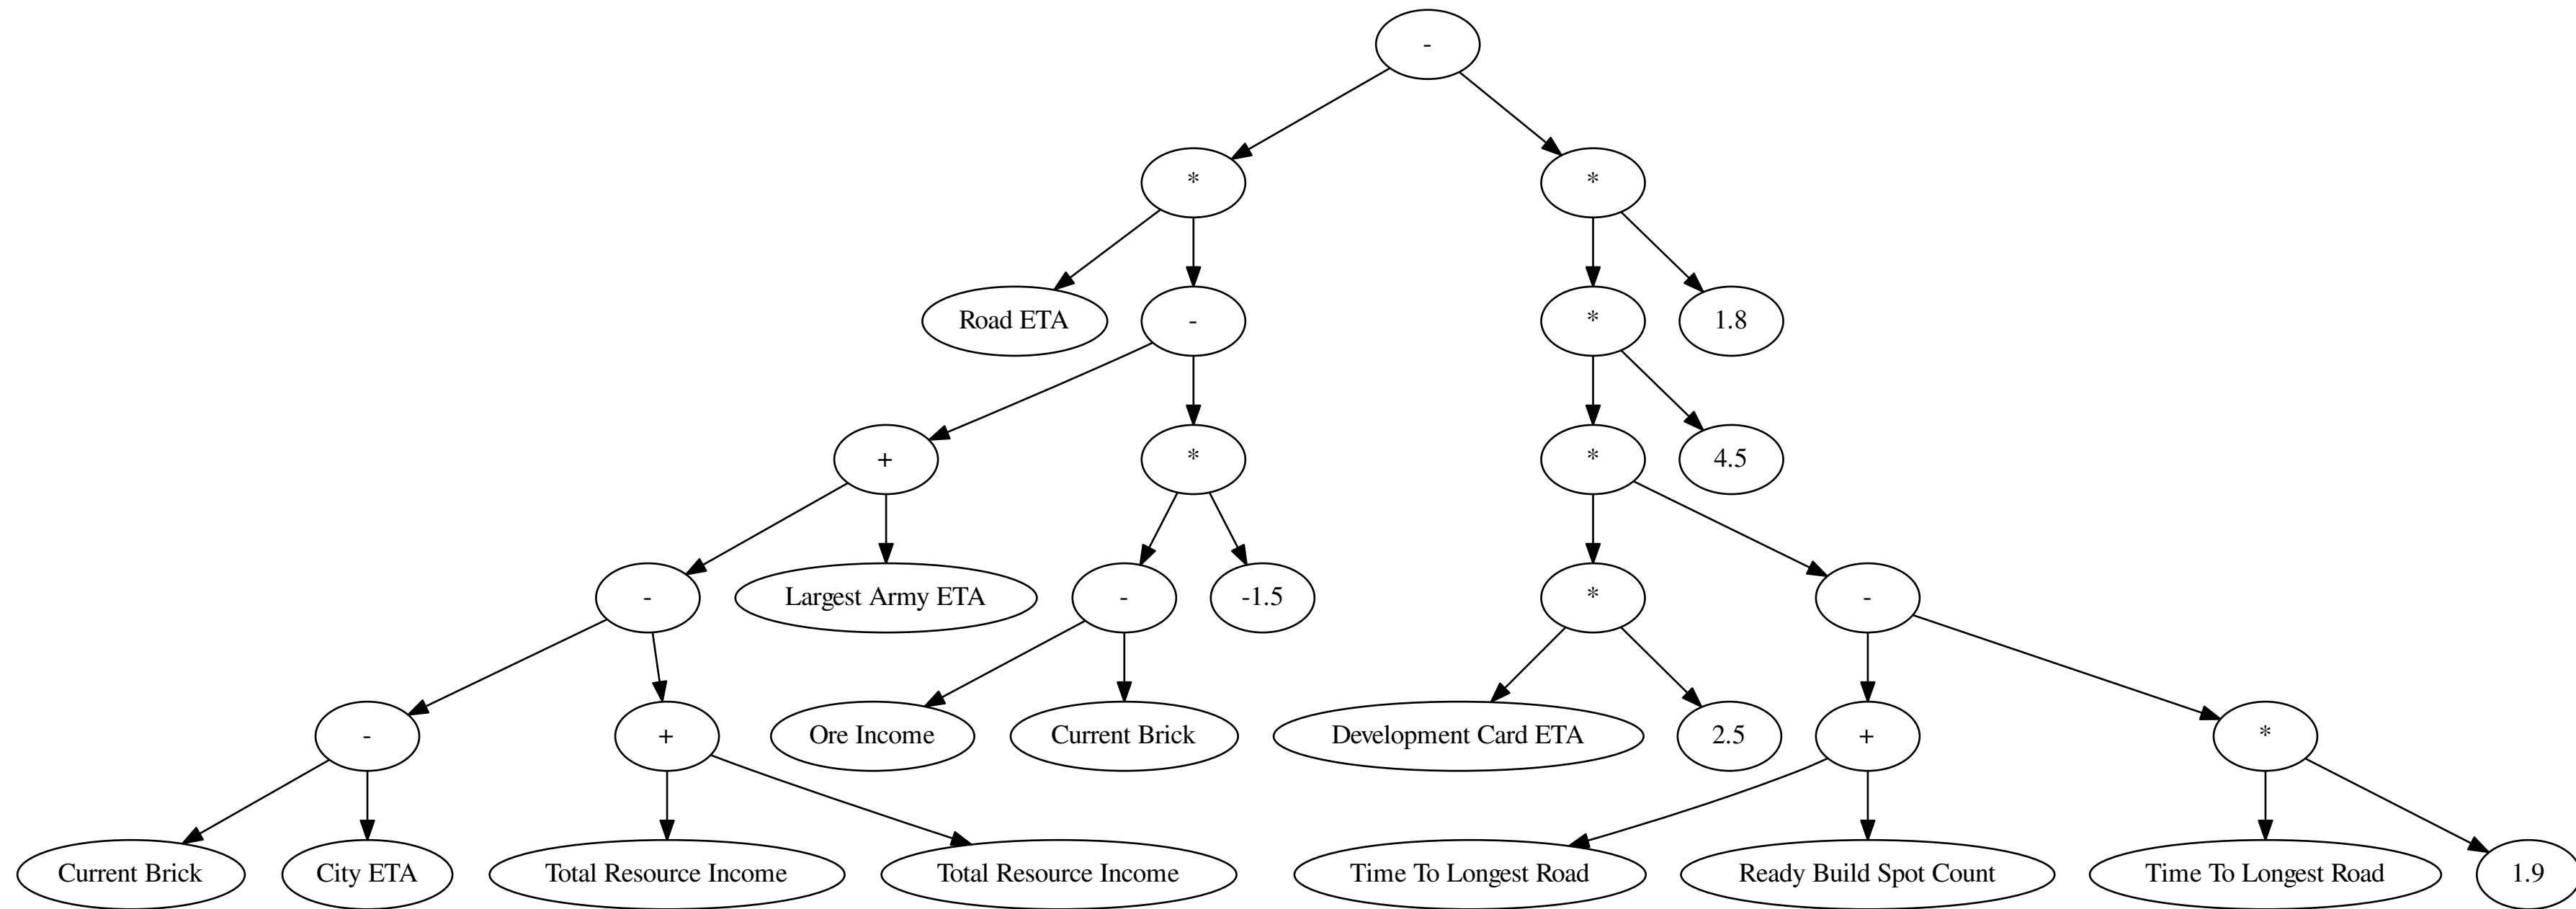 -
*
*
Road ETA
-
*
1.8
+
*
*
4.5
-
Largest Army ETA
-
-1.5
*
-
-
+
Ore Income
Current Brick
Development Card ETA
2.5
+
*
Current Brick
City ETA
Total Resource Income
Total Resource Income
Time To Longest Road
Ready Build Spot Count
Time To Longest Road
1.9